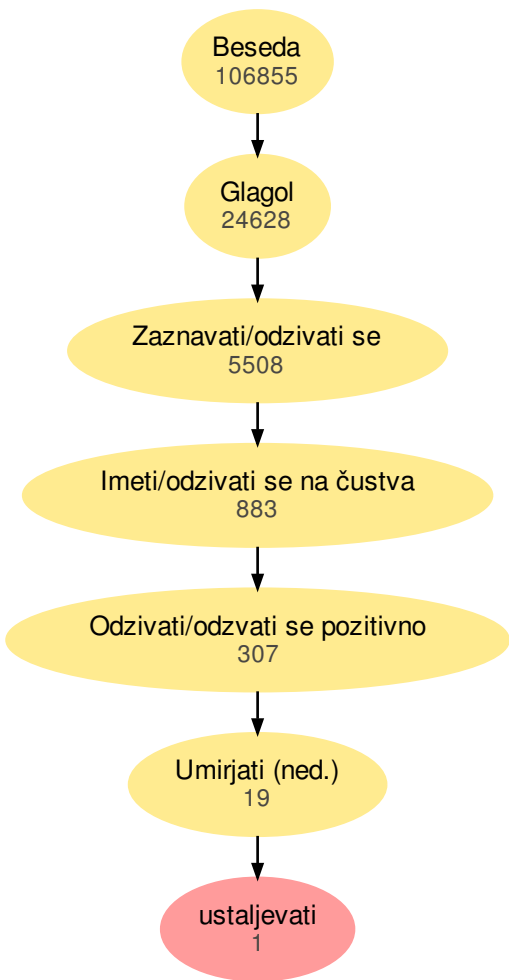 Beseda
106855
Glagol
24628
Zaznavati/odzivati se
5508
Imeti/odzivati se na čustva
883
Odzivati/odzvati se pozitivno
307
Umirjati (ned.)
19
ustaljevati
1